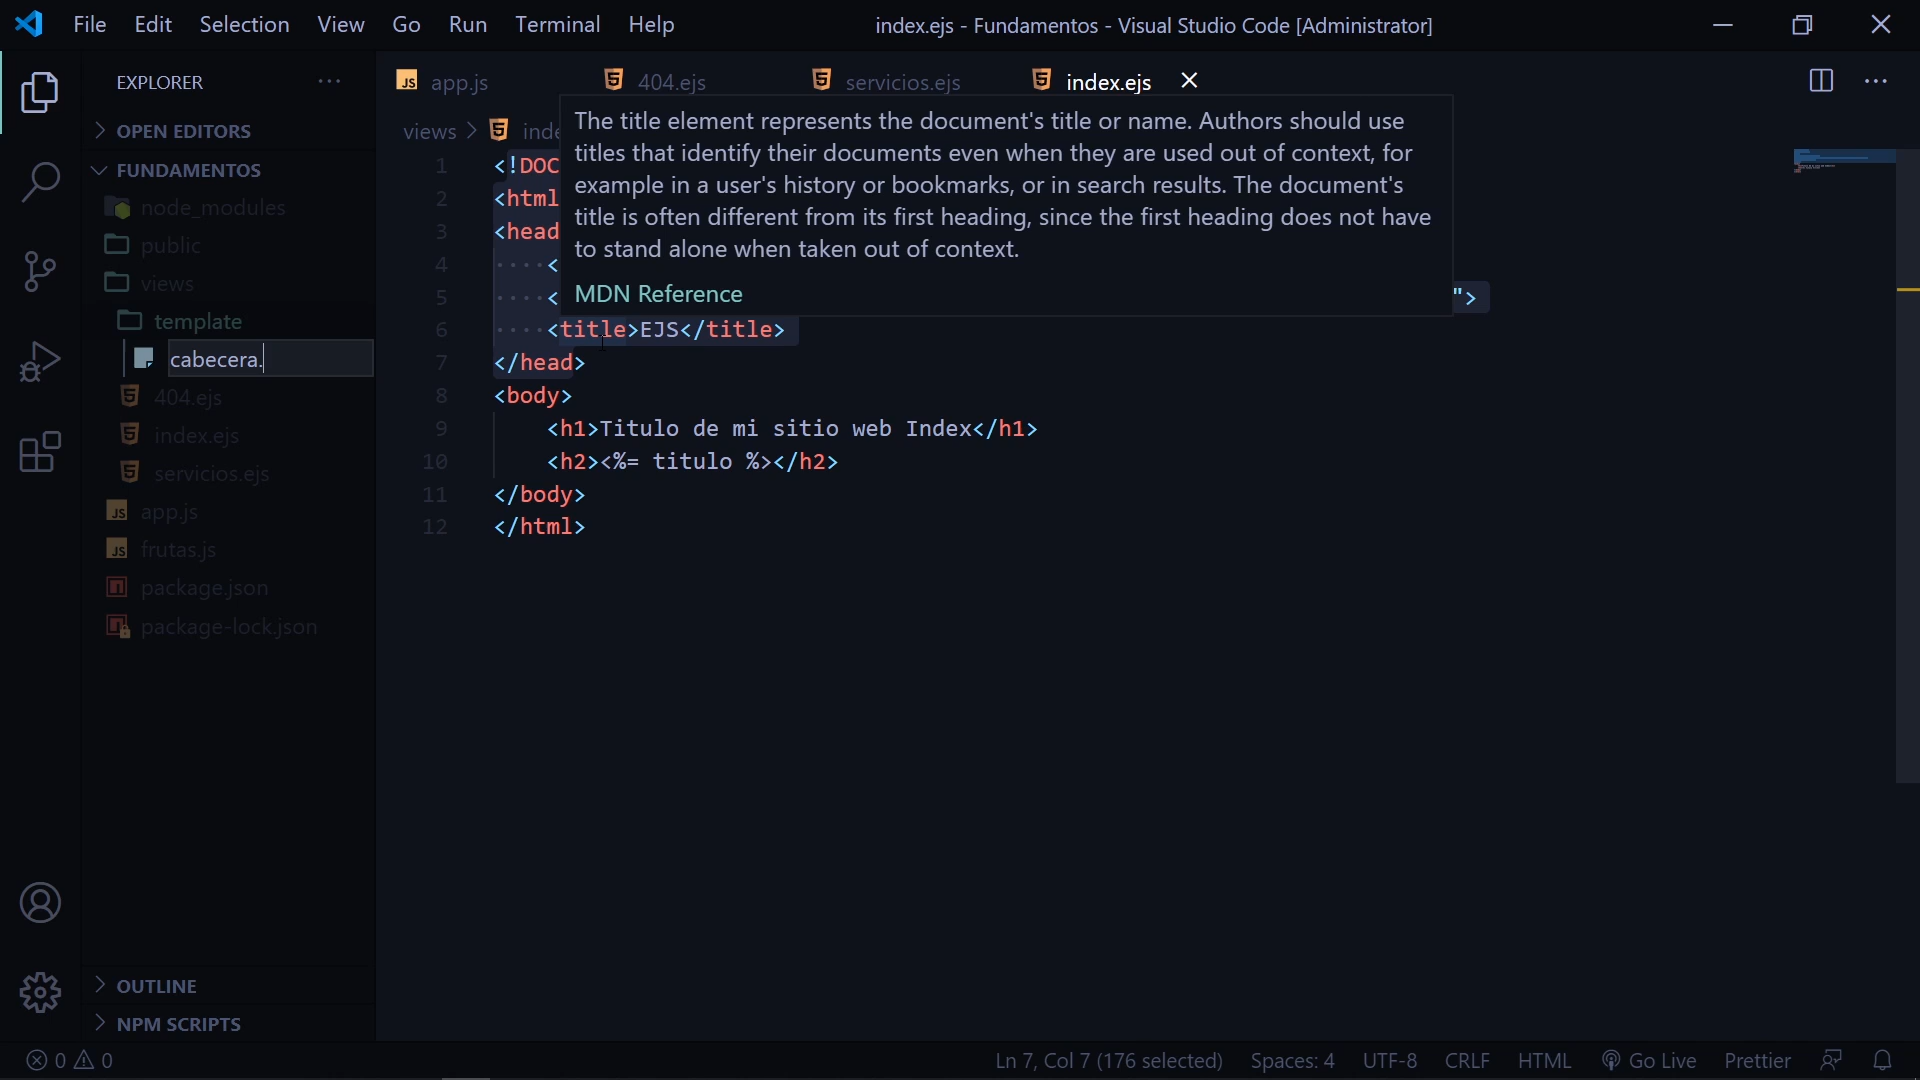 File Edit Selection View Go Run Terminal Help index.ejs - Fundamentos - Visual Studio Code [Administrator]
EXPLORER ···
OPEN EDITORS
FUNDAMENTOS
node_modules
public
views
template
cabecera.
404.ejs
index.ejs
servicios.ejs
app.js
frutas.js
package.json
package-lock.json
OUTLINE
NPM SCRIPTS
app.js 404.ejs servicios.ejs index.ejs
views > inde
The title element represents the document's title or name. Authors should use
titles that identify their documents even when they are used out of context, for
example in a user's history or bookmarks, or in search results. The document's
title is often different from its first heading, since the first heading does not have
to stand alone when taken out of context.
MDN Reference
1 <!DOC
2 <html
3 <head
4 ····<
5 ····< ">
6 ····<title>EJS</title>
7 </head>
8 <body>
9 <h1>Titulo de mi sitio web Index</h1>
10 <h2><%= titulo %></h2>
11 </body>
12 </html>
0 0 Ln 7, Col 7 (176 selected) Spaces: 4 UTF-8 CRLF HTML Go Live Prettier